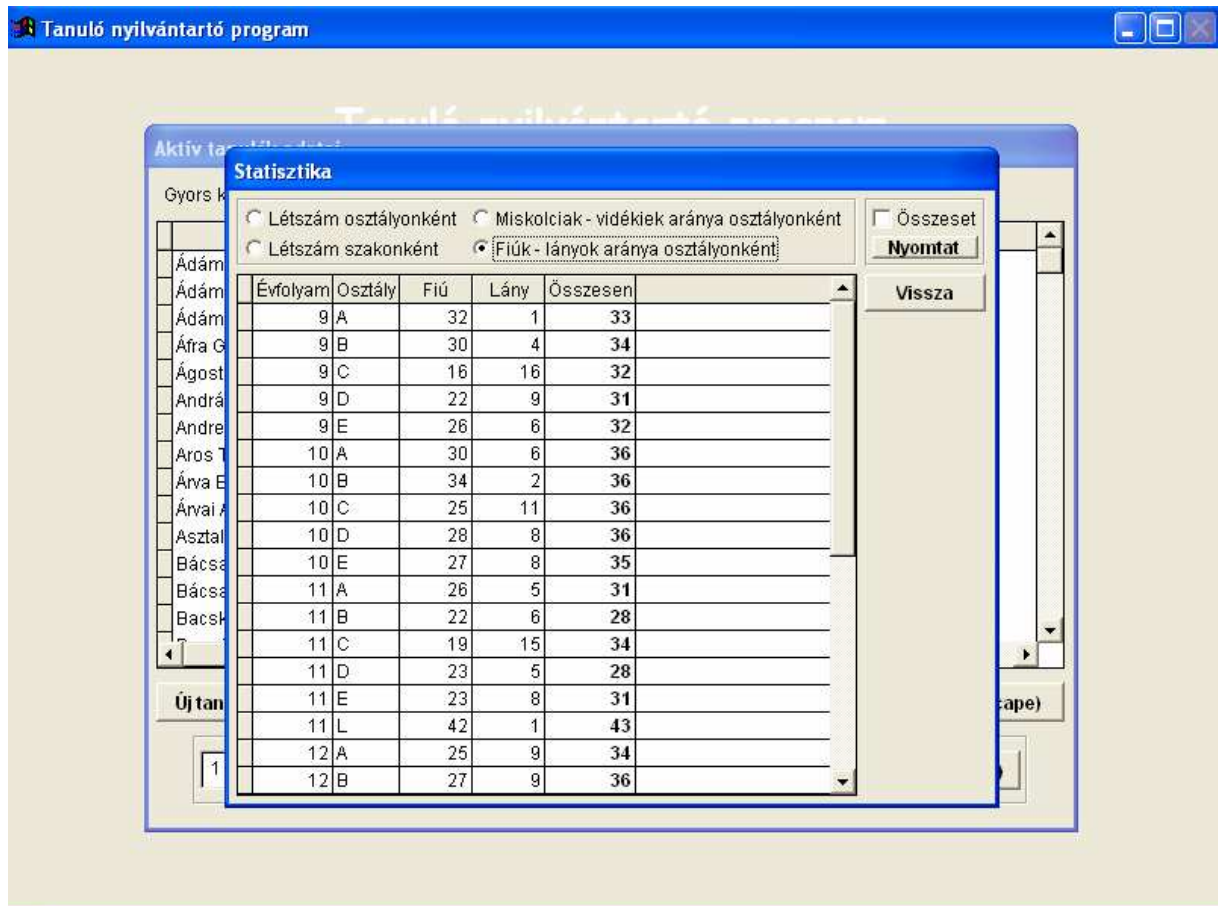 Tanuló nyilvántartó program
Tanuló nyilvántartó program
Aktív
Statisztika
Gyors
Létszám osztályonként Miskolciak - vidékiek aránya osztályonként Összeset
Létszám szakonként Fiúk - lányok aránya osztályonként Nyomtat
Vissza
Ádám
Ádám
Ádám
Áfra G
Ágost
Andrá
Andre
Aros T
Árva E
Árvai
Asztal
Bácsa
Bácsa
Bacsk
Évfolyam Osztály Fiú Lány Összesen
9 A 32 1 33
9 B 30 4 34
9 C 16 16 32
9 D 22 9 31
9 E 26 6 32
10 A 30 6 36
10 B 34 2 36
10 C 25 11 36
10 D 28 8 36
10 E 27 8 35
11 A 26 5 31
11 B 22 6 28
11 C 19 15 34
11 D 23 5 28
11 E 23 8 31
11 L 42 1 43
12 A 25 9 34
12 B 27 9 36
Új tan
cape)
1